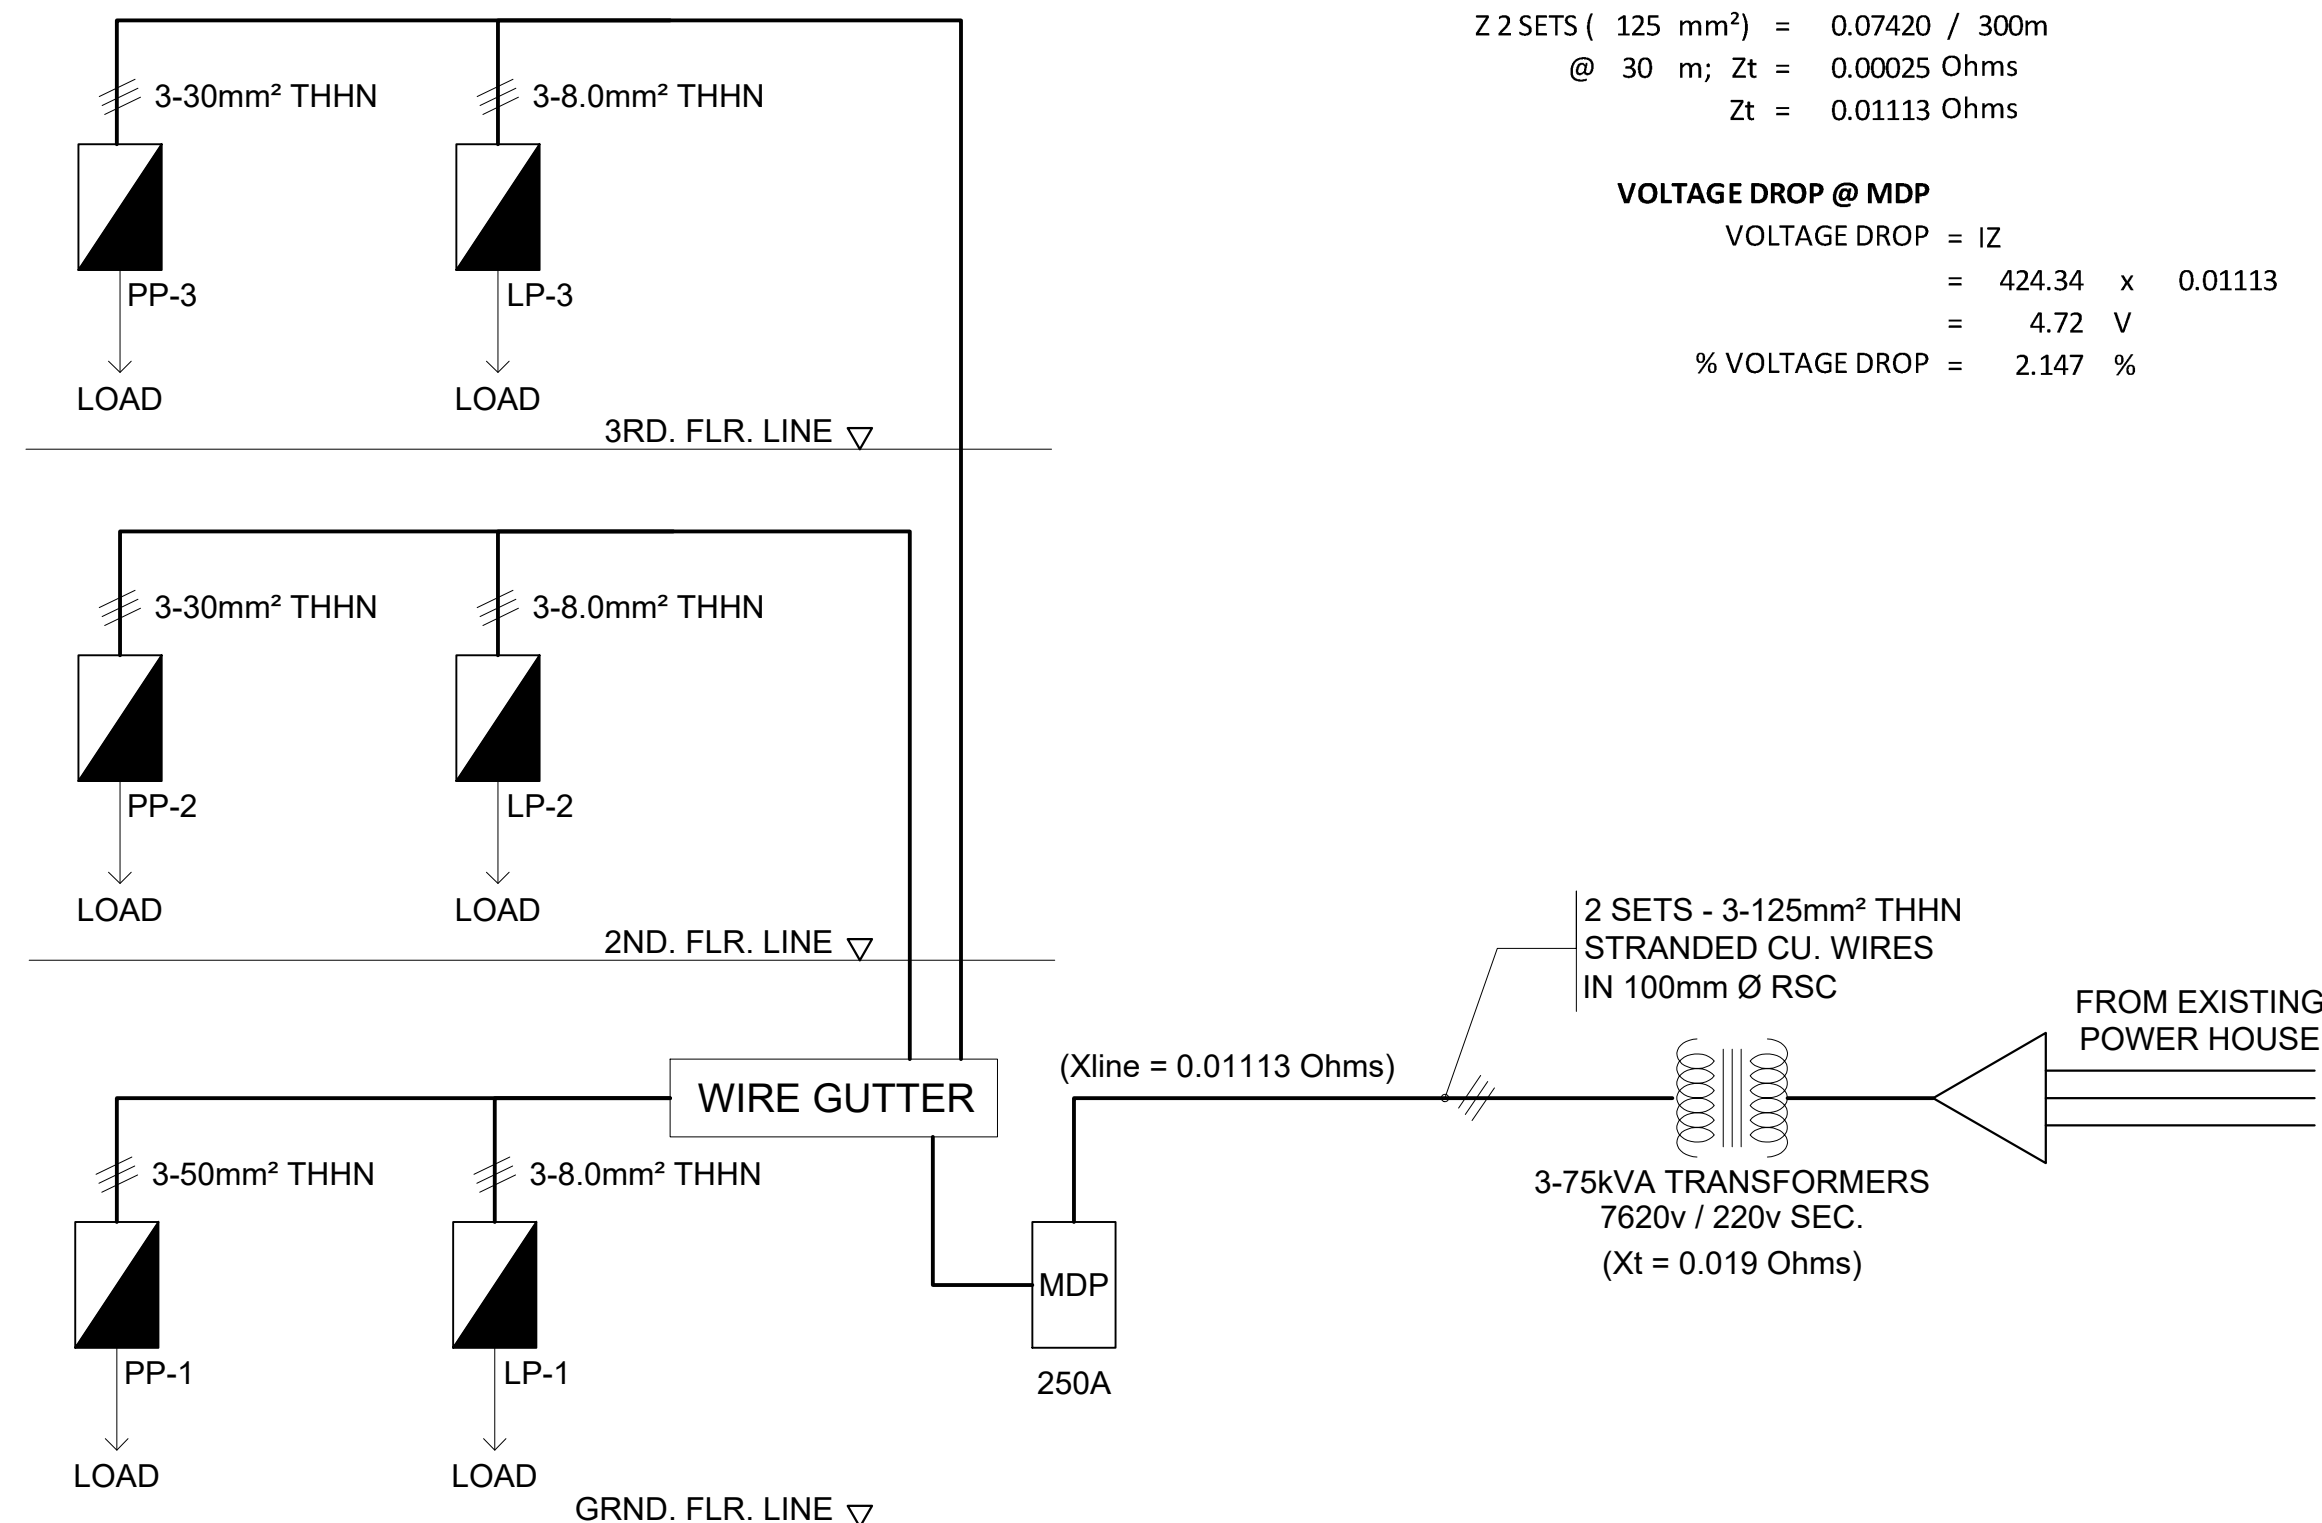 Z 2 SETS ( 125 mm²) = 0.07420 / 300m
@ 30 m; Zt = 0.00025 Ohms
Zt = 0.01113 Ohms
VOLTAGE DROP @ MDP
VOLTAGE DROP = IZ
= 424.34 x 0.01113
= 4.72 V
% VOLTAGE DROP = 2.147 %
3-30mm² THHN
3-8.0mm² THHN
PP-3
LP-3
LOAD
LOAD
3RD. FLR. LINE
3-30mm² THHN
3-8.0mm² THHN
PP-2
LP-2
LOAD
LOAD
2ND. FLR. LINE
2 SETS - 3-125mm² THHN
STRANDED CU. WIRES
IN 100mm Ø RSC
FROM EXISTING
POWER HOUSE
(Xline = 0.01113 Ohms)
WIRE GUTTER
3-50mm² THHN
3-8.0mm² THHN
3-75kVA TRANSFORMERS
7620v / 220v SEC.
(Xt = 0.019 Ohms)
MDP
250A
PP-1
LP-1
LOAD
LOAD
GRND. FLR. LINE